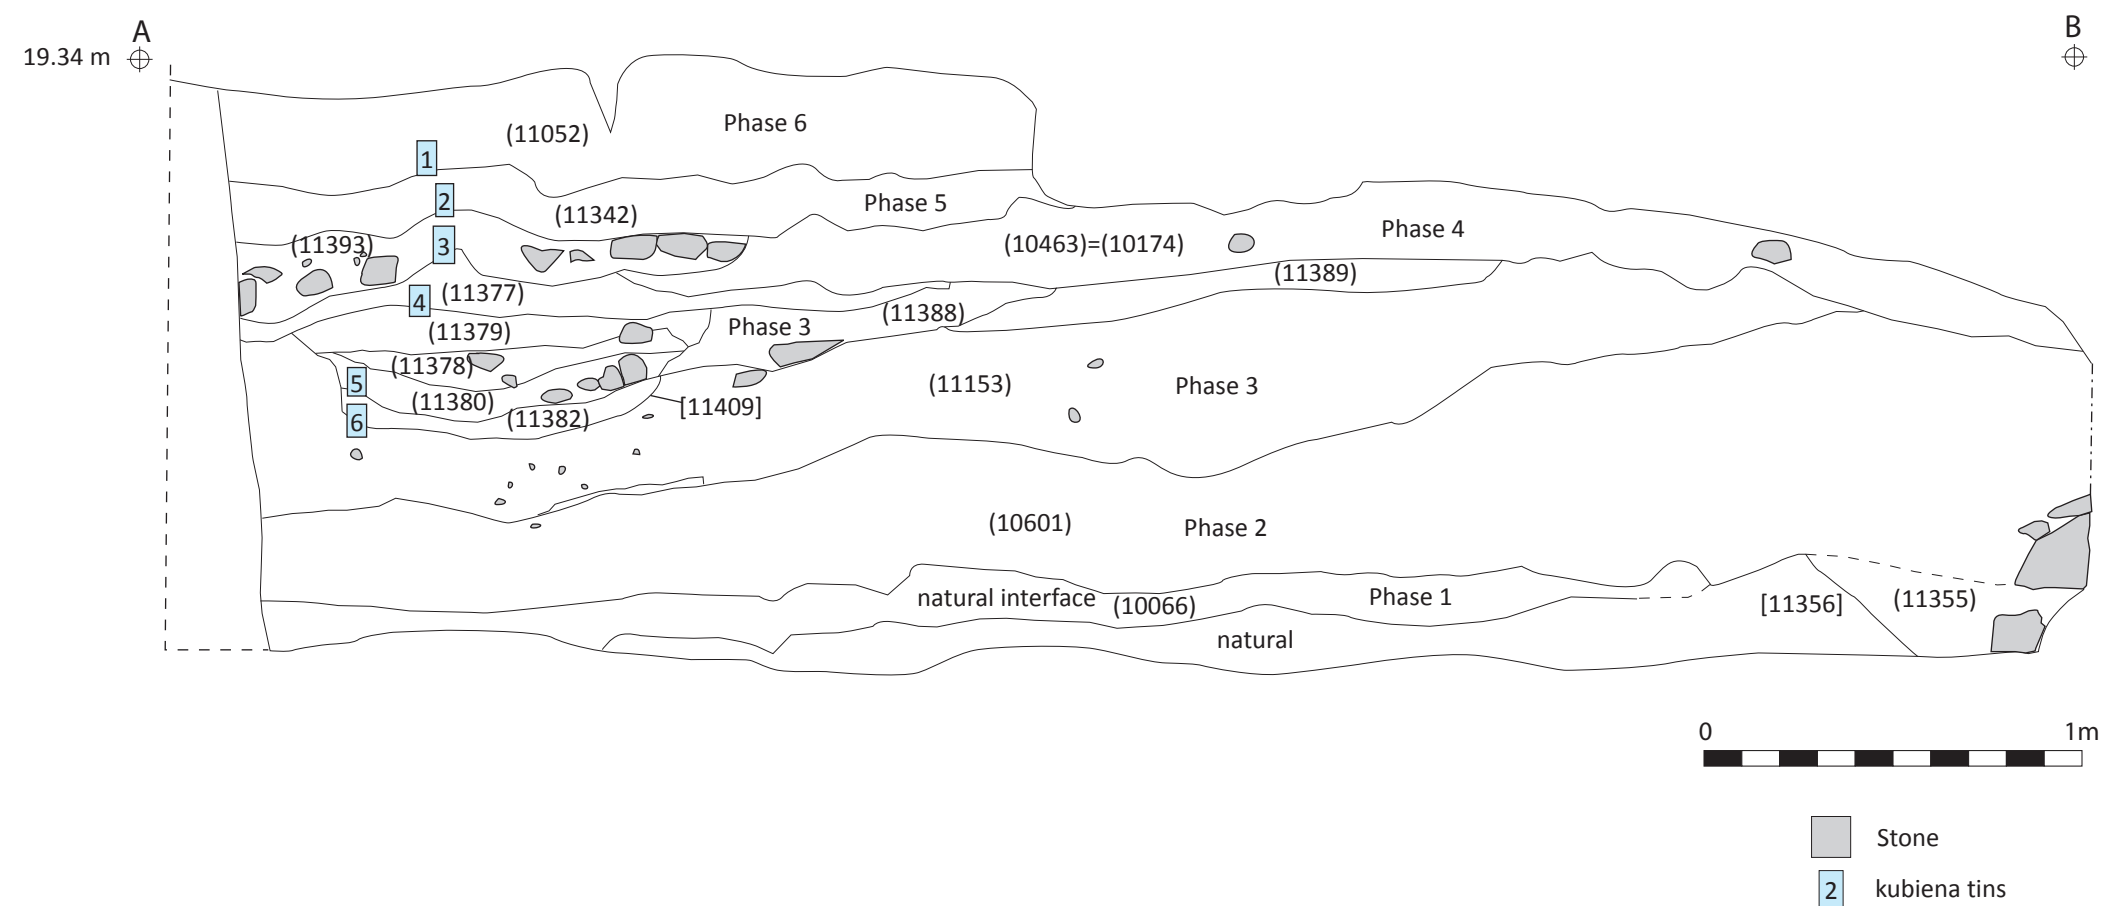 A
B
19.34 m
(11052)
Phase 6
1
2
(11342)
Phase 5
(11393)
3
(10463)=(10174)
Phase 4
(11389)
4
(11377)
(11388)
(11379)
Phase 3
(11378)
5
(11380)
(11153)
Phase 3
6
(11382)
[11409]
(10601)
Phase 2
natural interface
(10066)
Phase 1
[11356]
(11355)
natural
0
1m
Stone
2
kubiena tins